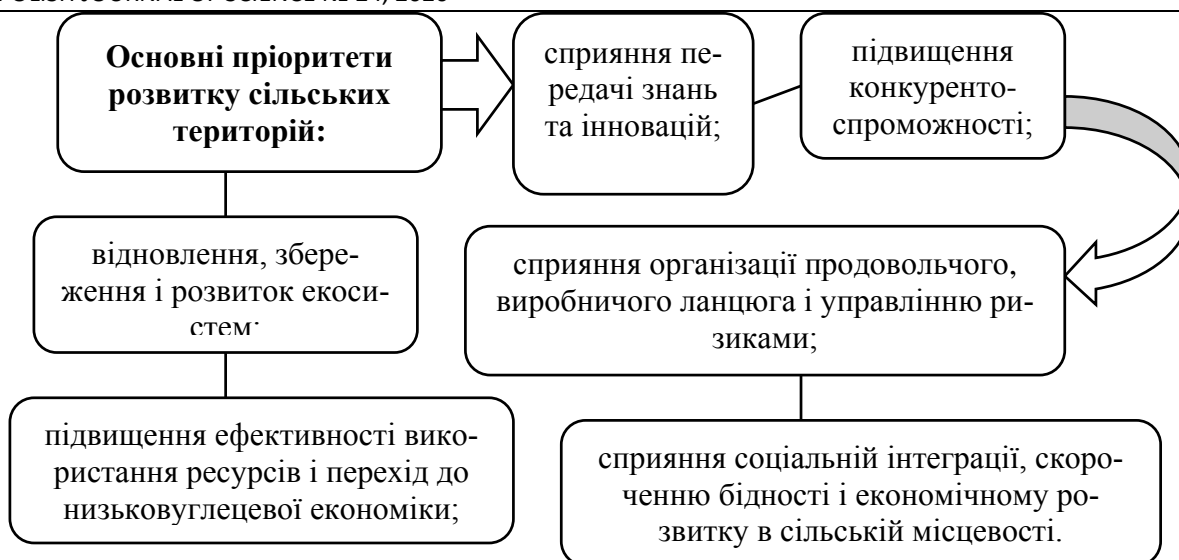 Основні пріоритети
розвитку сільських
територій:
сприяння пе-
редачі знань
та інновацій;
підвищення
конкуренто-
спроможності;
відновлення, збере-
ження і розвиток екоси-
стем;
сприяння організації продовольчого,
виробничого ланцюга і управлінню ри-
зиками;
підвищення ефективності вико-
ристання ресурсів і перехід до
низьковуглецевої економіки;
сприяння соціальній інтеграції, скоро-
ченню бідності і економічному ро-
звитку в сільській місцевості.